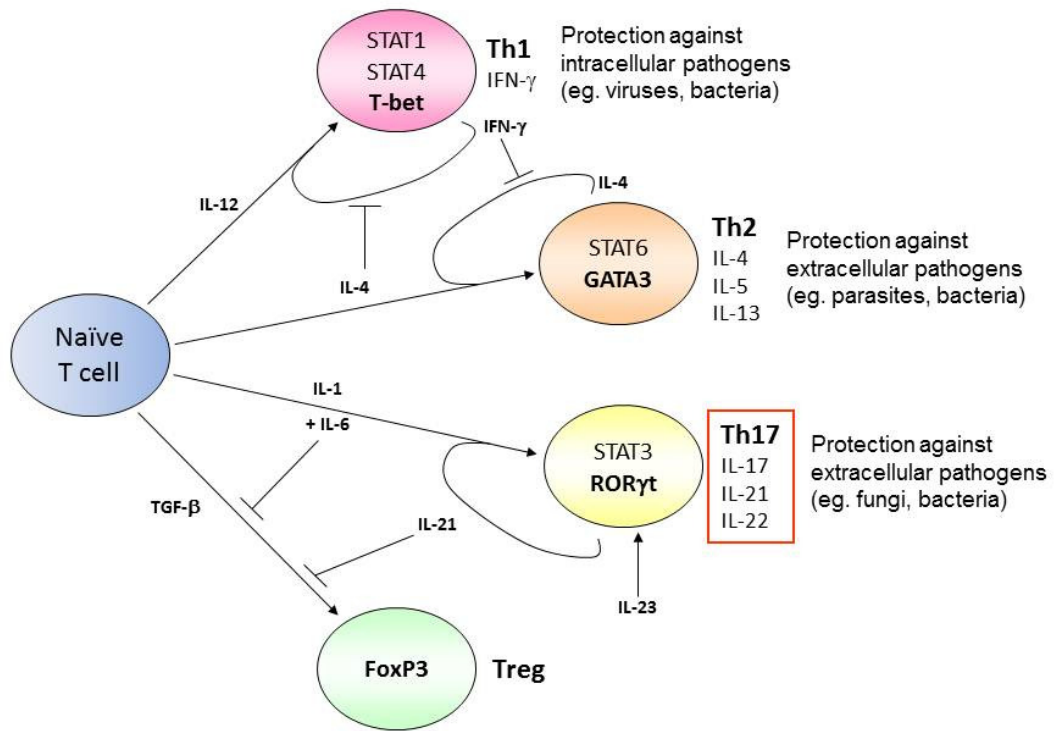 STAT1
STAT4
T-bet
Th1
IFN-γ
Protection against
intracellular pathogens
(eg. viruses, bacteria)
IFN-γ
IL-12
IL-4
IL-4
STAT6
GATA3
Th2
IL-4
IL-5
IL-13
Protection against
extracellular pathogens
(eg. parasites, bacteria)
Naïve
T cell
IL-1
+ IL-6
STAT3
RORγt
Th17
IL-17
IL-21
IL-22
Protection against
extracellular pathogens
(eg. fungi, bacteria)
TGF-β
IL-21
IL-23
FoxP3
Treg